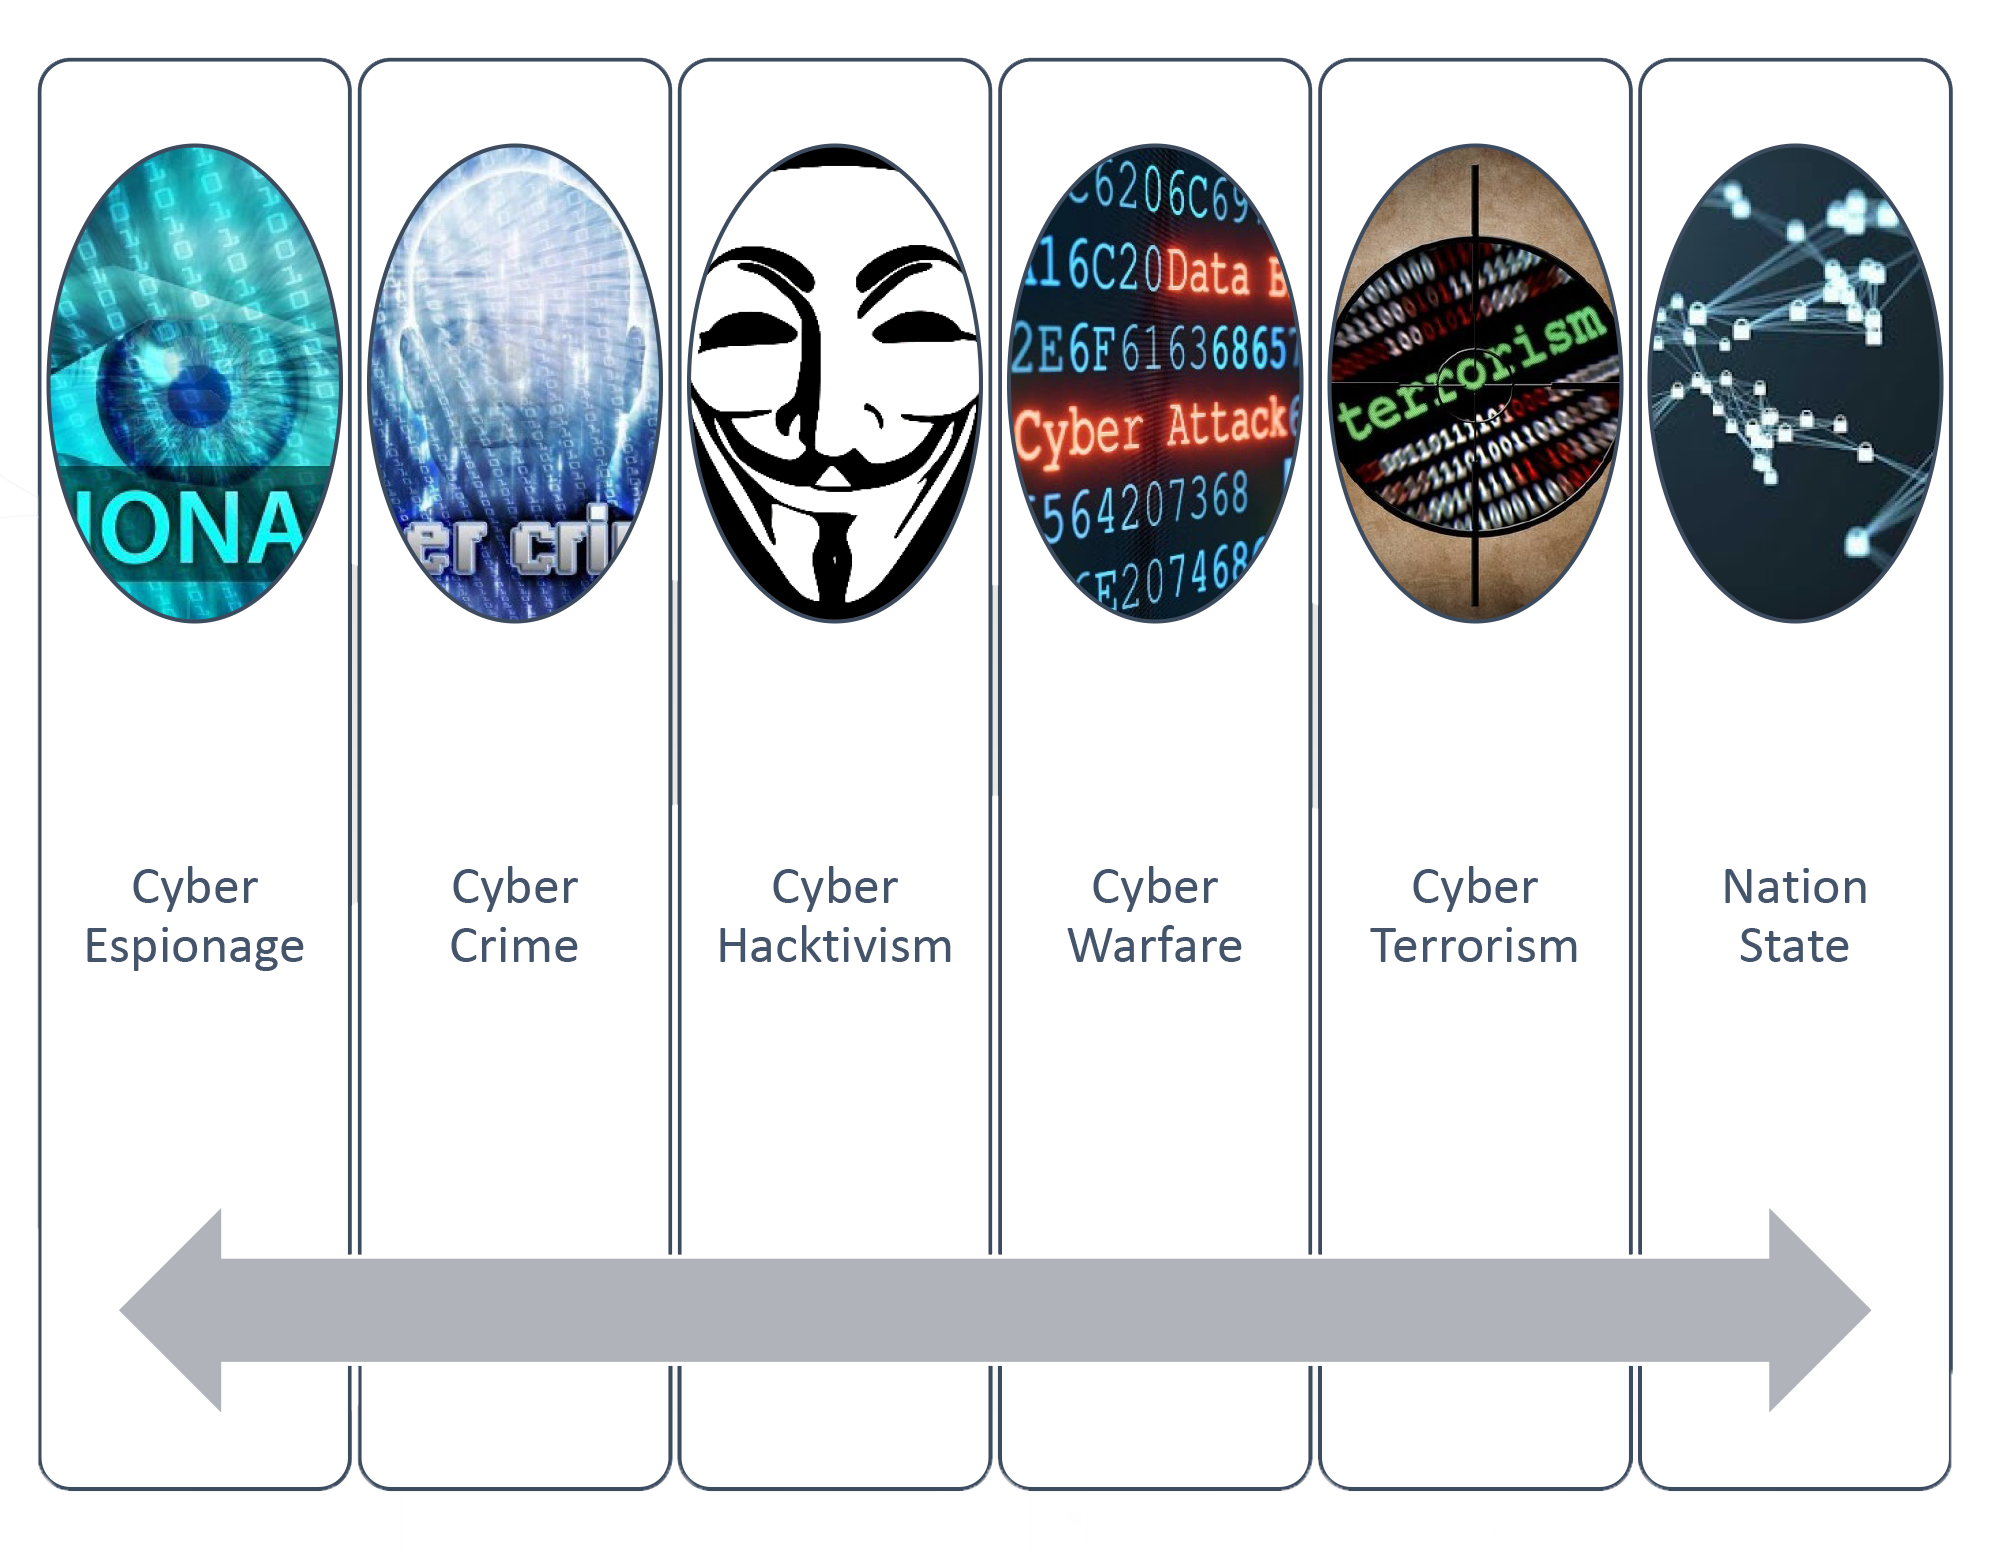 IONA
er cri
C6206C69
16C20Data B
2E6F61636865
Cyber Attack
564207368
6E2074686
terrorism
Cyber
Espionage
Cyber
Crime
Cyber
Hacktivism
Cyber
Warfare
Cyber
Terrorism
Nation
State